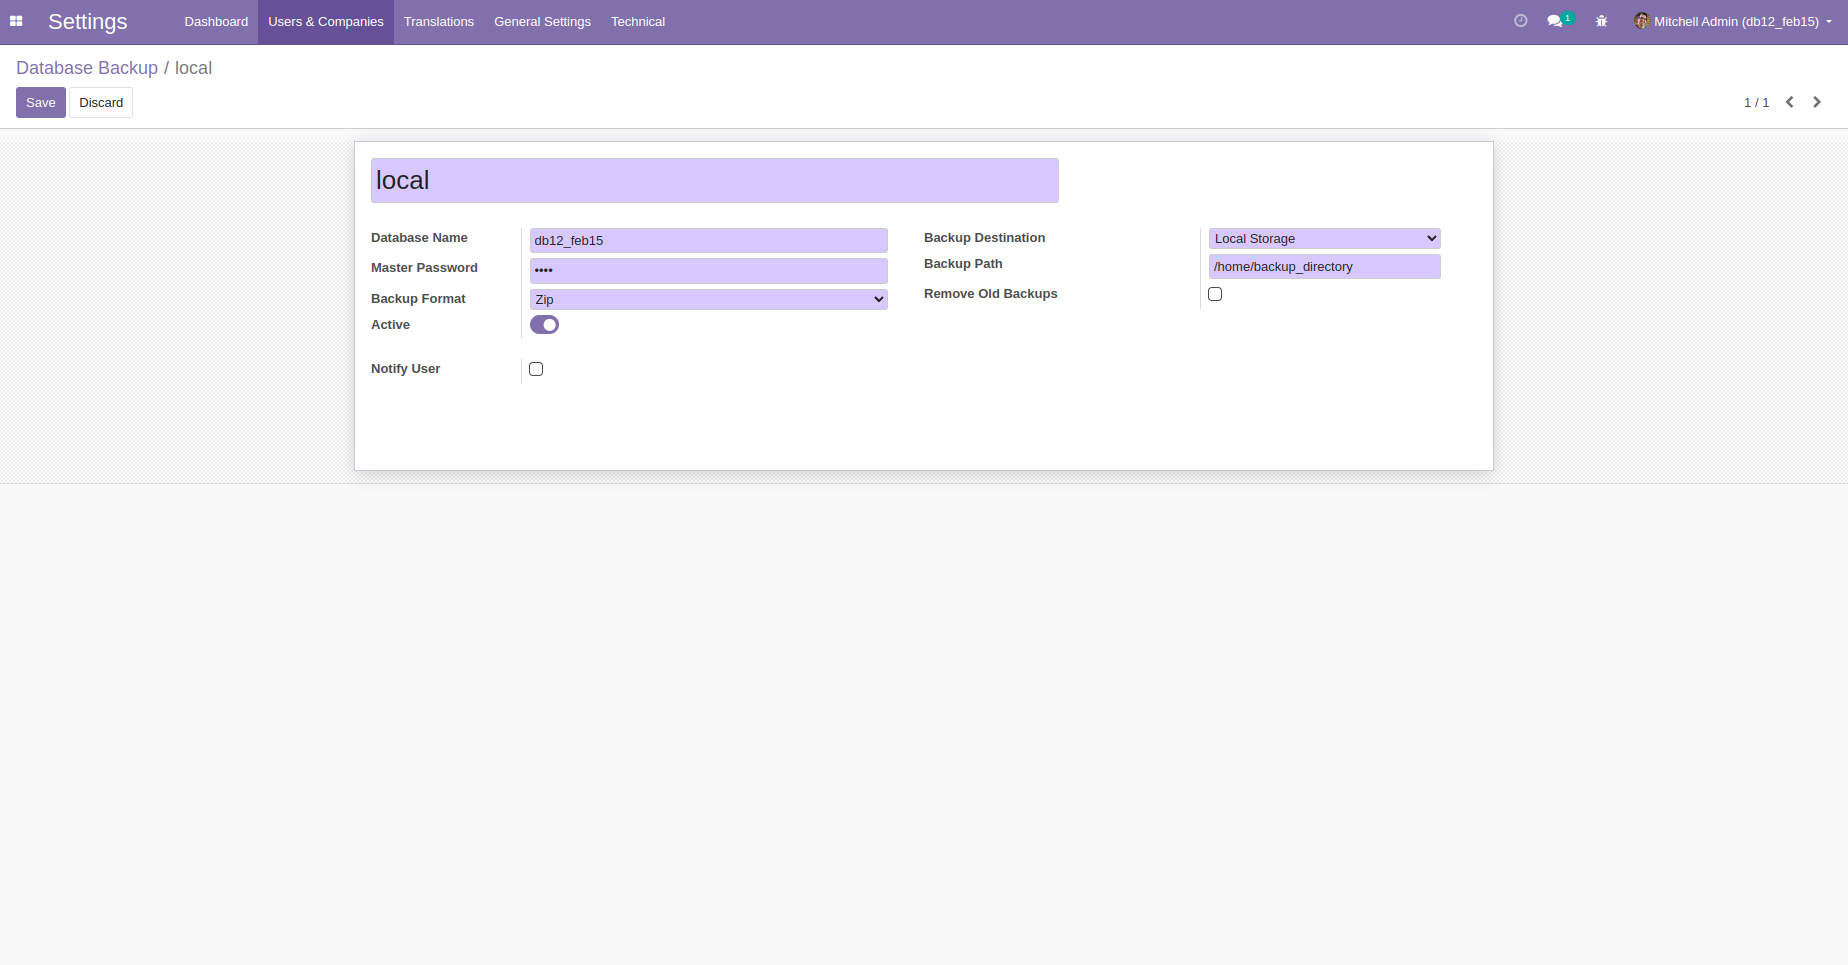 Settings Dashboard Users & Companies Translations General Settings Technical 1 Mitchell Admin (db12_feb15)
Database Backup / local
Save Discard 1 / 1
local
Database Name db12_feb15
Master Password ••••
Backup Format Zip
Active
Notify User
Backup Destination Local Storage
Backup Path /home/backup_directory
Remove Old Backups